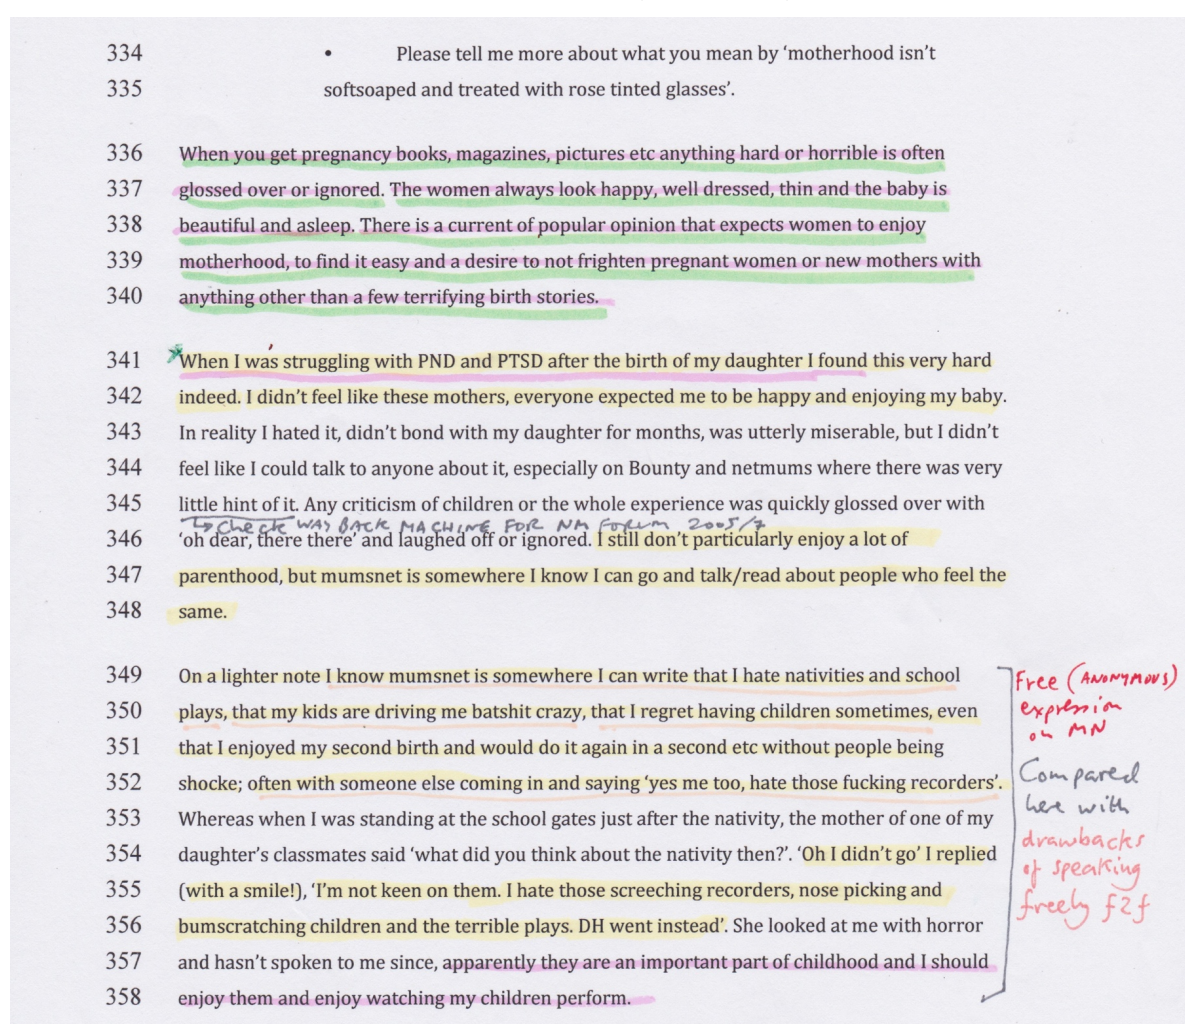 334 • Please tell me more about what you mean by ‘motherhood isn’t
335 softsoaped and treated with rose tinted glasses’.
336 When you get pregnancy books, magazines, pictures etc anything hard or horrible is often
337 glossed over or ignored. The women always look happy, well dressed, thin and the baby is
338 beautiful and asleep. There is a current of popular opinion that expects women to enjoy
339 motherhood, to find it easy and a desire to not frighten pregnant women or new mothers with
340 anything other than a few terrifying birth stories.
341 When I was struggling with PND and PTSD after the birth of my daughter I found this very hard
342 indeed. I didn’t feel like these mothers, everyone expected me to be happy and enjoying my baby.
343 In reality I hated it, didn’t bond with my daughter for months, was utterly miserable, but I didn’t
344 feel like I could talk to anyone about it, especially on Bounty and netmums where there was very
345 little hint of it. Any criticism of children or the whole experience was quickly glossed over with
↳ Check WAY BACK MACHINE FOR NM FORUM 2005/7
346 ‘oh dear, there there’ and laughed off or ignored. I still don’t particularly enjoy a lot of
347 parenthood, but mumsnet is somewhere I know I can go and talk/read about people who feel the
348 same.
349 On a lighter note I know mumsnet is somewhere I can write that I hate nativities and school
350 plays, that my kids are driving me batshit crazy, that I regret having children sometimes, even
351 that I enjoyed my second birth and would do it again in a second etc without people being
352 shocke; often with someone else coming in and saying ‘yes me too, hate those fucking recorders’.
353 Whereas when I was standing at the school gates just after the nativity, the mother of one of my
354 daughter’s classmates said ‘what did you think about the nativity then?’. ‘Oh I didn’t go’ I replied
355 (with a smile!), ‘I’m not keen on them. I hate those screeching recorders, nose picking and
356 bumscratching children and the terrible plays. DH went instead’. She looked at me with horror
357 and hasn’t spoken to me since, apparently they are an important part of childhood and I should
358 enjoy them and enjoy watching my children perform.
Free (ANONYMOUS)
expression
on MN
Compared
here with
drawbacks
of speaking
freely f2f